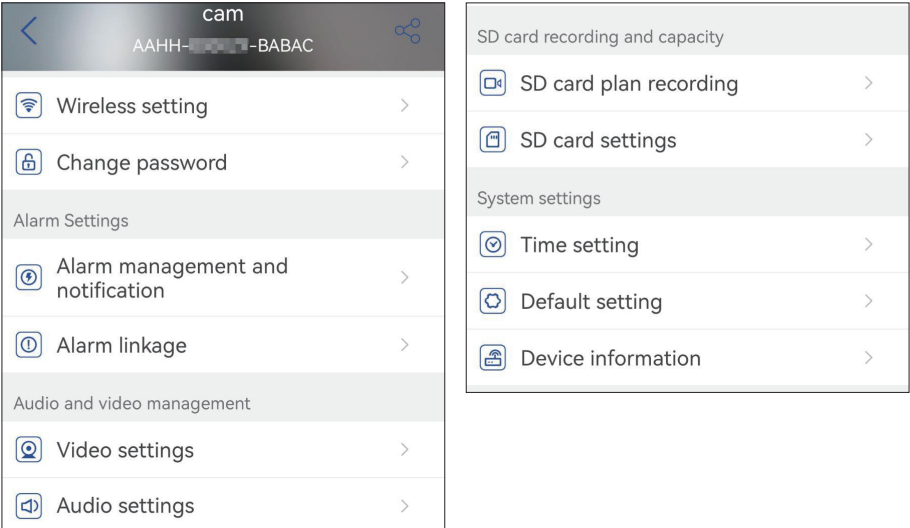 cam
AAHH- -BABAC
Wireless setting
Change password
Alarm Settings
Alarm management and
notification
Alarm linkage
Audio and video management
Video settings
Audio settings
SD card recording and capacity
SD card plan recording
SD card settings
System settings
Time setting
Default setting
Device information